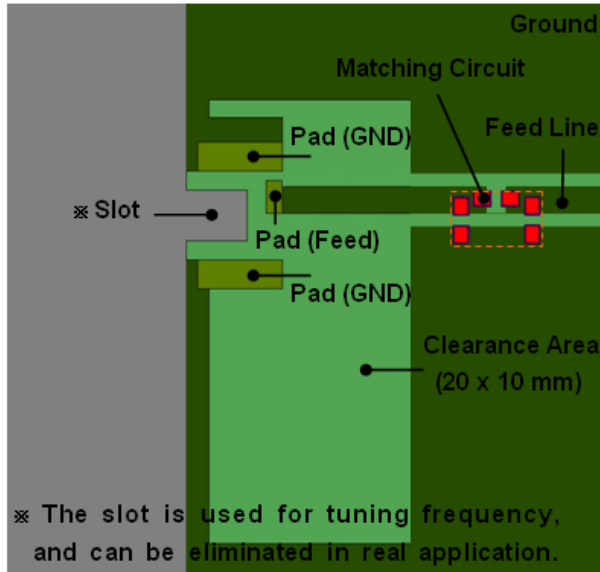 Ground
Matching Circuit
Feed Line
Pad (GND)
※ Slot
Pad (Feed)
Pad (GND)
Clearance Area
(20 x 10 mm)
※ The slot is used for tuning frequency,
and can be eliminated in real application.